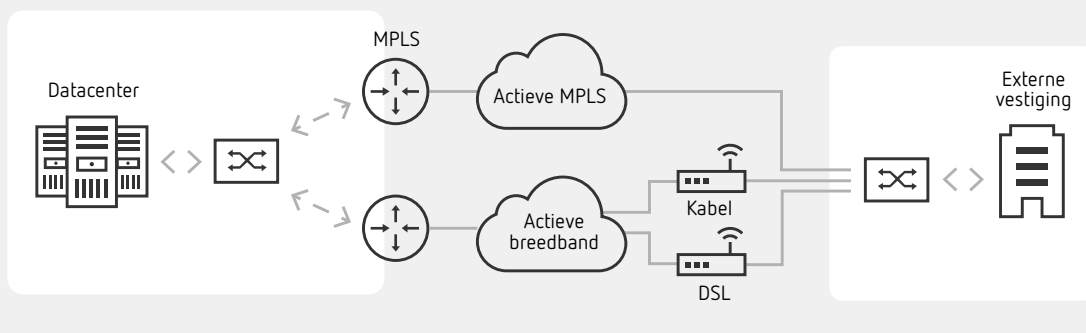 Datacenter
MPLS
Actieve MPLS
Actieve
breedband
Kabel
DSL
Externe
vestiging